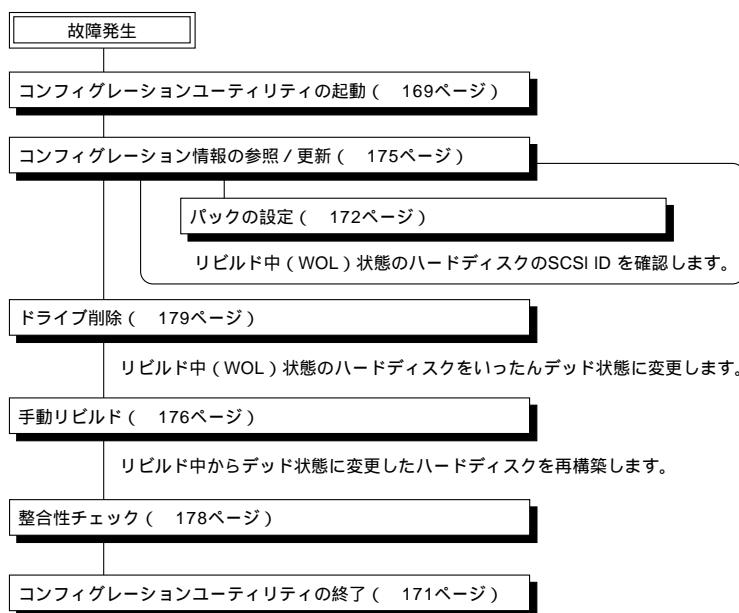 故障発生
コンフィグレーションユーティリティの起動(　169ページ)
コンフィグレーション情報の参照／更新(　175ページ)
パックの設定(　172ページ)
リビルド中(WOL)状態のハードディスクのSCSI ID を確認します。
ドライブ削除(　179ページ)
リビルド中(WOL)状態のハードディスクをいったんデッド状態に変更します。
手動リビルド(　176ページ)
リビルド中からデッド状態に変更したハードディスクを再構築します。
整合性チェック(　178ページ)
コンフィグレーションユーティリティの終了(　171ページ)